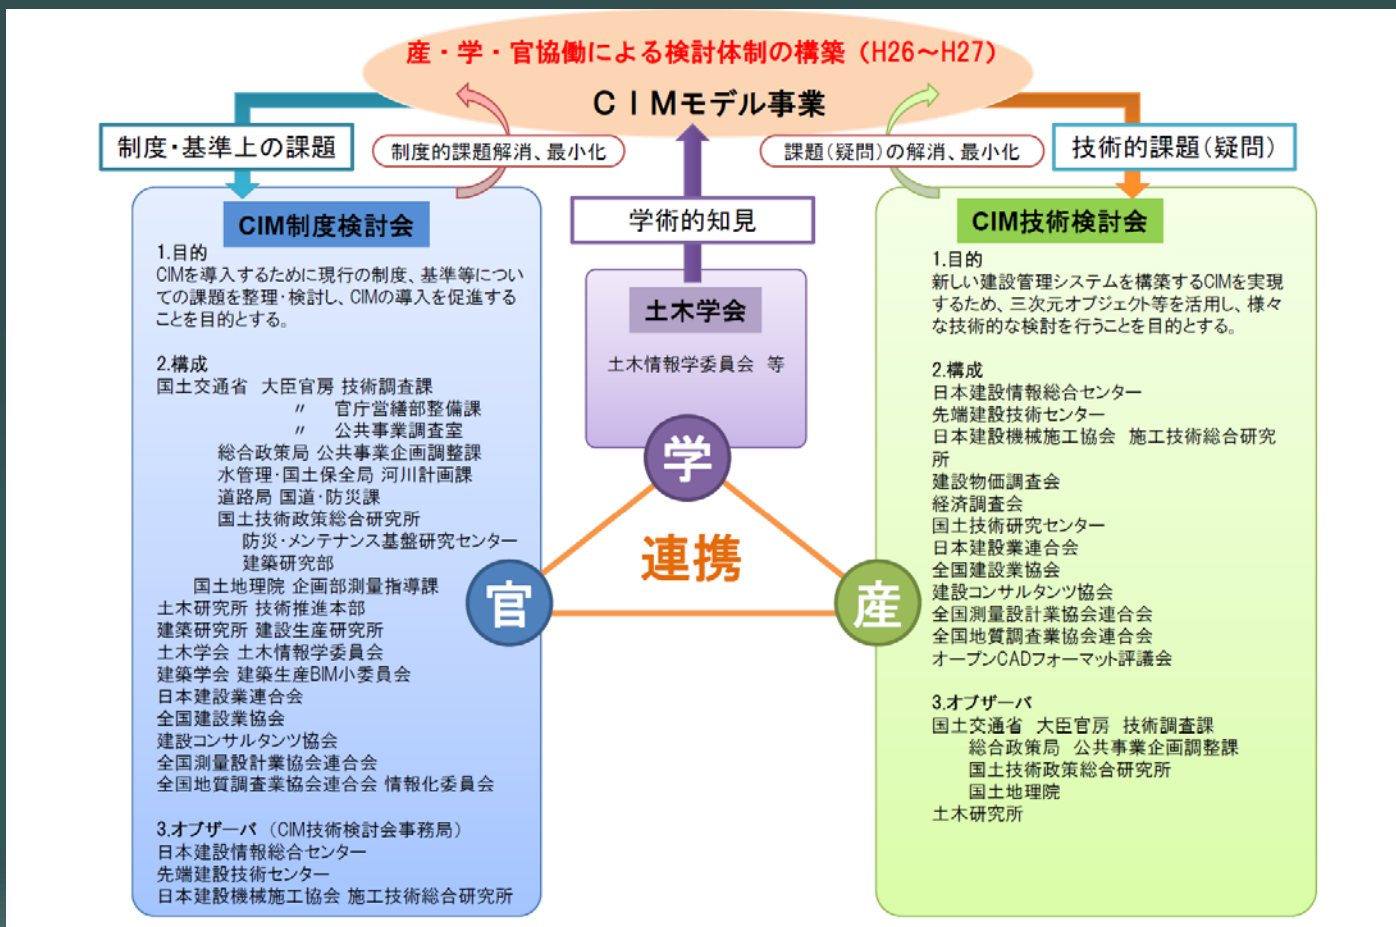 産・学・官協働による検討体制の構築（H26～H27）
ＣＩＭモデル事業
制度・基準上の課題
制度的課題解消、最小化
課題(疑問)の解消、最小化
技術的課題(疑問)
学術的知見
CIM制度検討会
1.目的
CIMを導入するために現行の制度、基準等につい
ての課題を整理・検討し、CIMの導入を促進する
ことを目的とする。
2.構成
国土交通省　大臣官房 技術調査課
〃　官庁営繕部整備課
〃　公共事業調査室
総合政策局 公共事業企画調整課
水管理・国土保全局 河川計画課
道路局 国道・防災課
国土技術政策総合研究所
防災・メンテナンス基盤研究センター
建築研究部
国土地理院 企画部測量指導課
土木研究所 技術推進本部
建築研究所 建設生産研究所
土木学会 土木情報学委員会
建築学会 建築生産BIM小委員会
日本建設業連合会
全国建設業協会
建設コンサルタンツ協会
全国測量設計業協会連合会
全国地質調査業協会連合会 情報化委員会
3.オブザーバ （CIM技術検討会事務局）
日本建設情報総合センター
先端建設技術センター
日本建設機械施工協会 施工技術総合研究所
土木学会
土木情報学委員会　等
学
連携
官
産
CIM技術検討会
1.目的
新しい建設管理システムを構築するCIMを実現
するため、三次元オブジェクト等を活用し、様々
な技術的な検討を行うことを目的とする。
2.構成
日本建設情報総合センター
先端建設技術センター
日本建設機械施工協会　施工技術総合研究
所
建設物価調査会
経済調査会
国土技術研究センター
日本建設業連合会
全国建設業協会
建設コンサルタンツ協会
全国測量設計業協会連合会
全国地質調査業協会連合会
オープンCADフォーマット評議会
3.オブザーバ
国土交通省　大臣官房　技術調査課
総合政策局　公共事業企画調整課
国土技術政策総合研究所
国土地理院
土木研究所